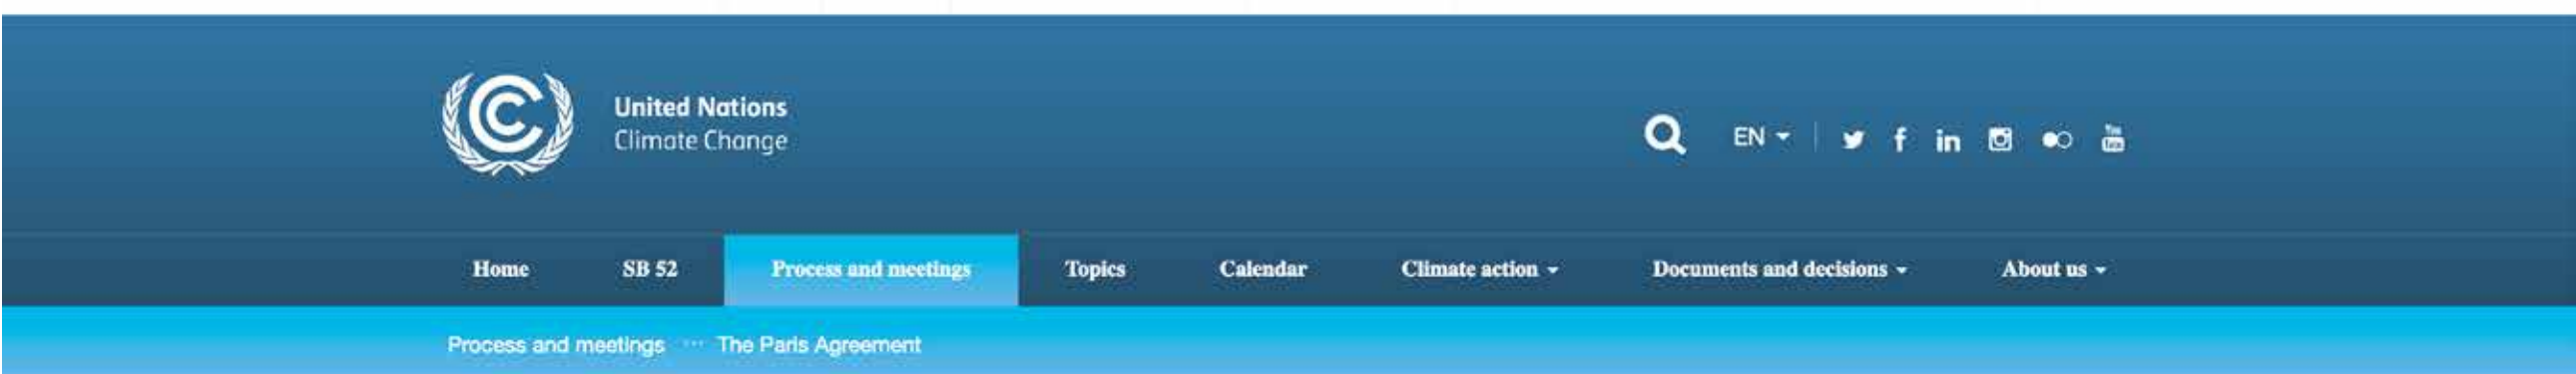 United Nations
Climate Change
EN
Home SB 52 Process and meetings Topics Calendar Climate action Documents and decisions About us
Process and meetings ··· The Paris Agreement